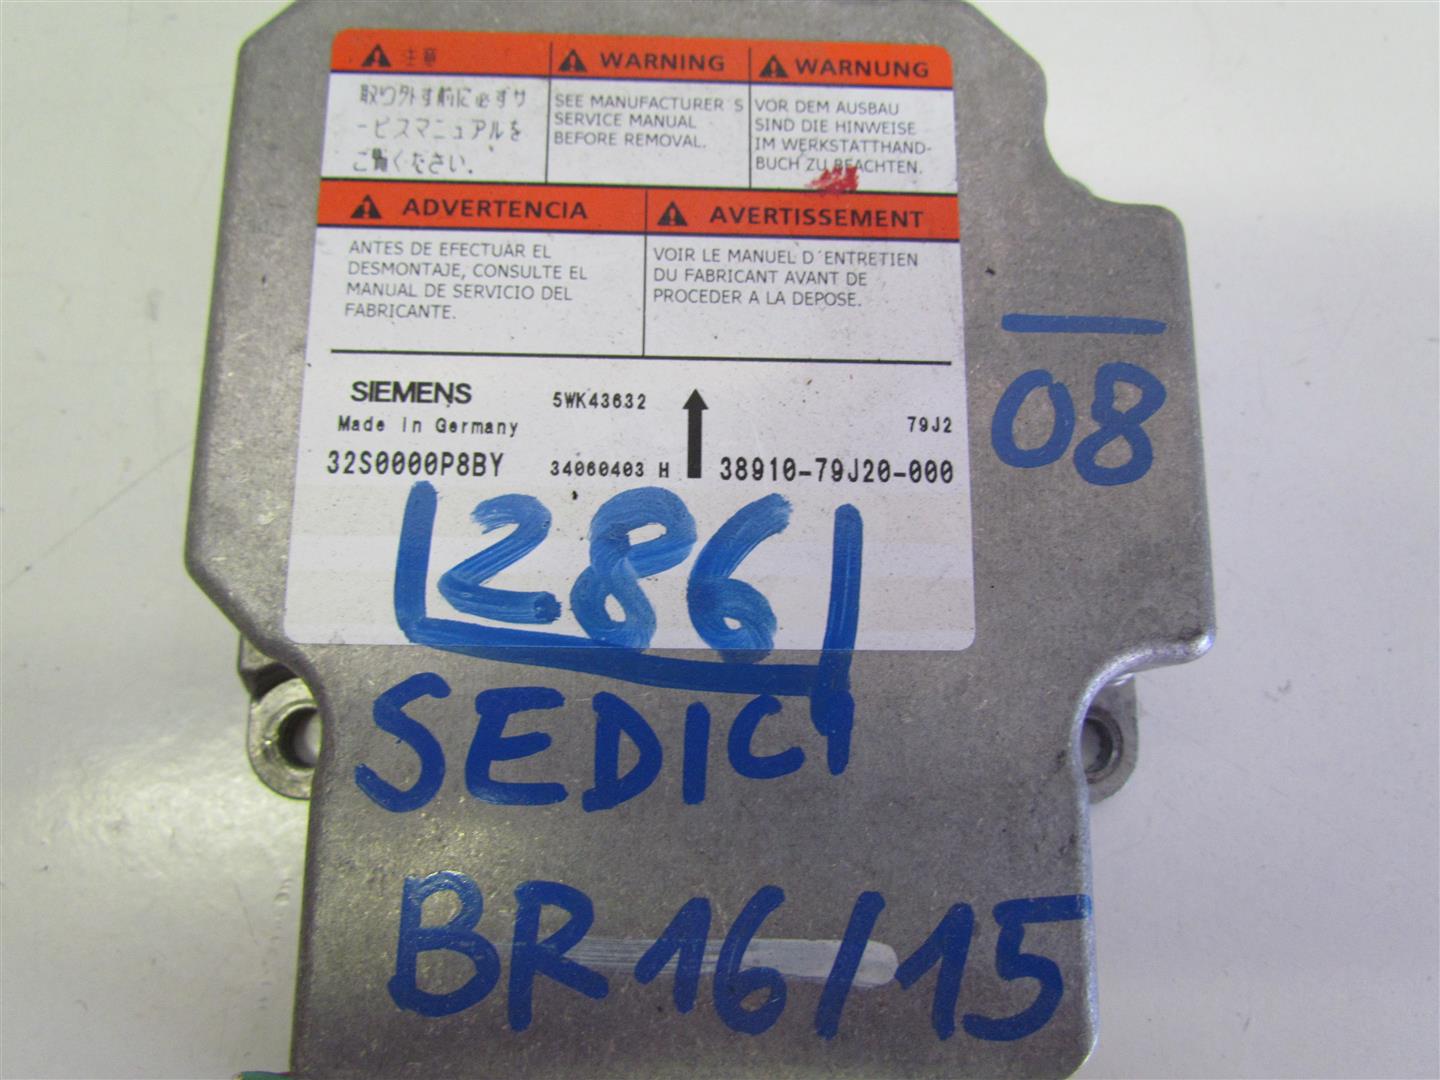 注意
取り外す前に必ずサ
ービスマニュアルを
ご覧ください.
WARNING
SEE MANUFACTURER´S
SERVICE MANUAL
BEFORE REMOVAL.
WARNUNG
VOR DEM AUSBAU
SIND DIE HINWEISE
IM WERKSTATTHAND-
BUCH ZU BEACHTEN.
ADVERTENCIA
ANTES DE EFECTUAR EL
DESMONTAJE, CONSULTE EL
MANUAL DE SERVICIO DEL
FABRICANTE.
AVERTISSEMENT
VOIR LE MANUEL D´ENTRETIEN
DU FABRICANT AVANT DE
PROCEDER A LA DEPOSE.
SIEMENS 5WK43632 79J2
Made in Germany
32S0000P8BY 34060403 H 38910-79J20-000
08
286
SEDICI
BR16/15